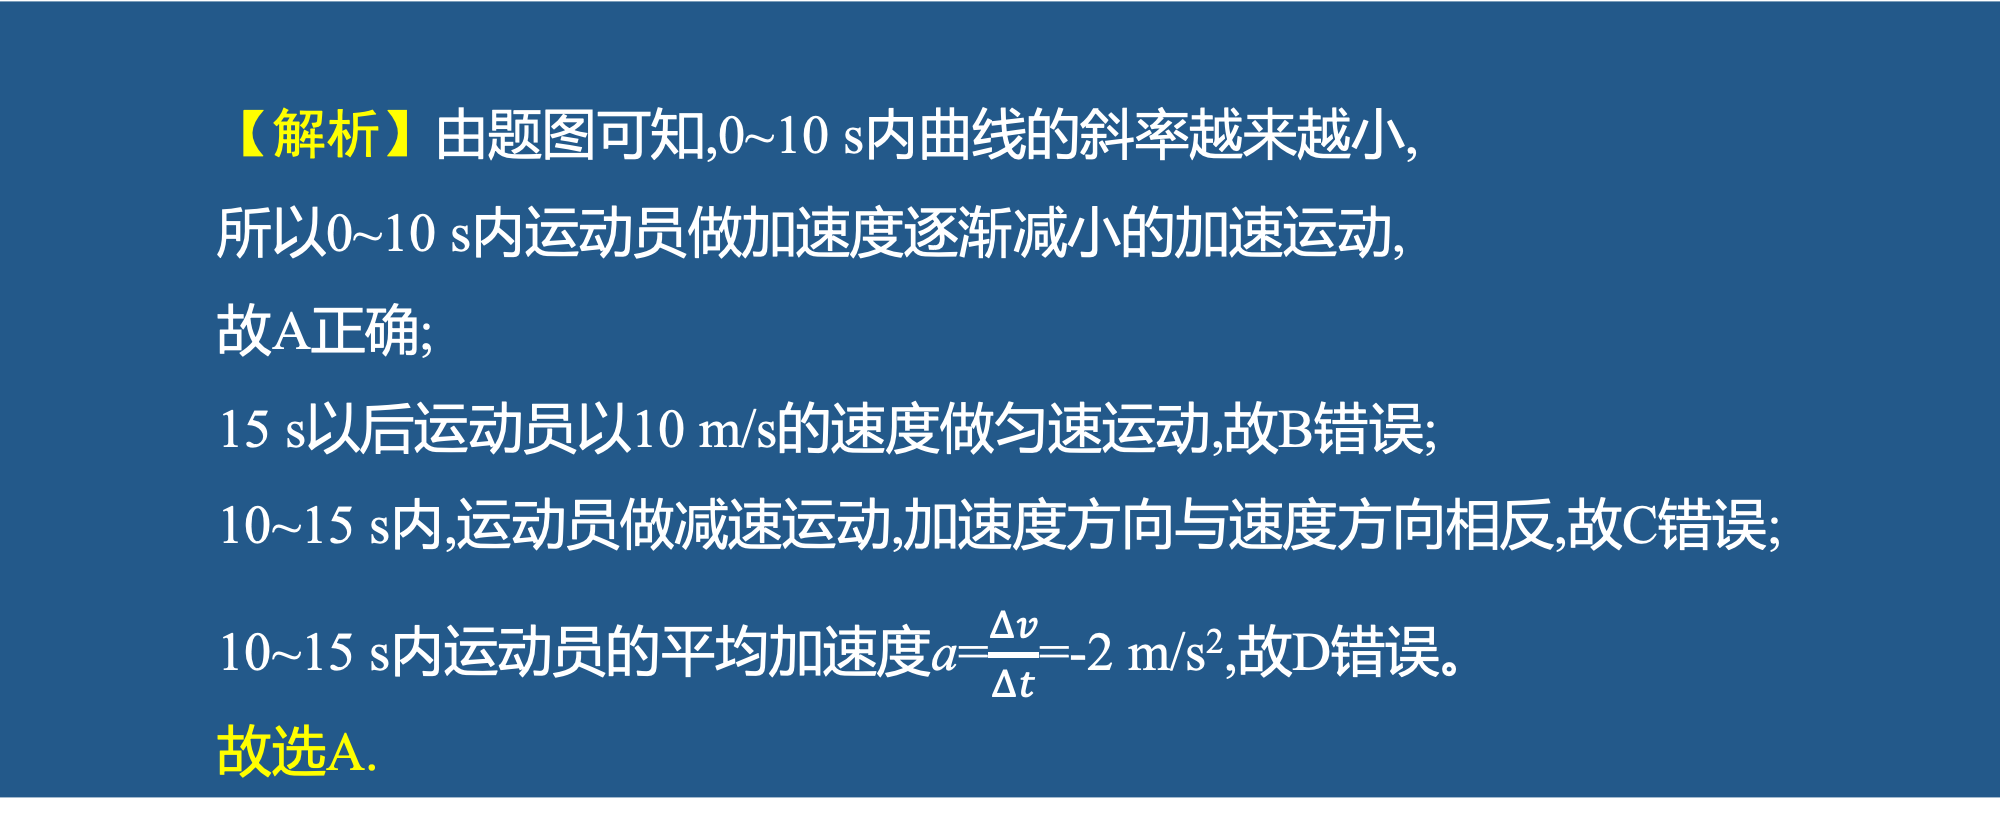 【解析】由题图可知,0~10 s内曲线的斜率越来越小,
所以0~10 s内运动员做加速度逐渐减小的加速运动,
故A正确;
15 s以后运动员以10 m/s的速度做匀速运动,故B错误;
10~15 s内,运动员做减速运动,加速度方向与速度方向相反,故C错误;
10~15 s内运动员的平均加速度a=Δv/Δt=-2 m/s²,故D错误。
故选A.